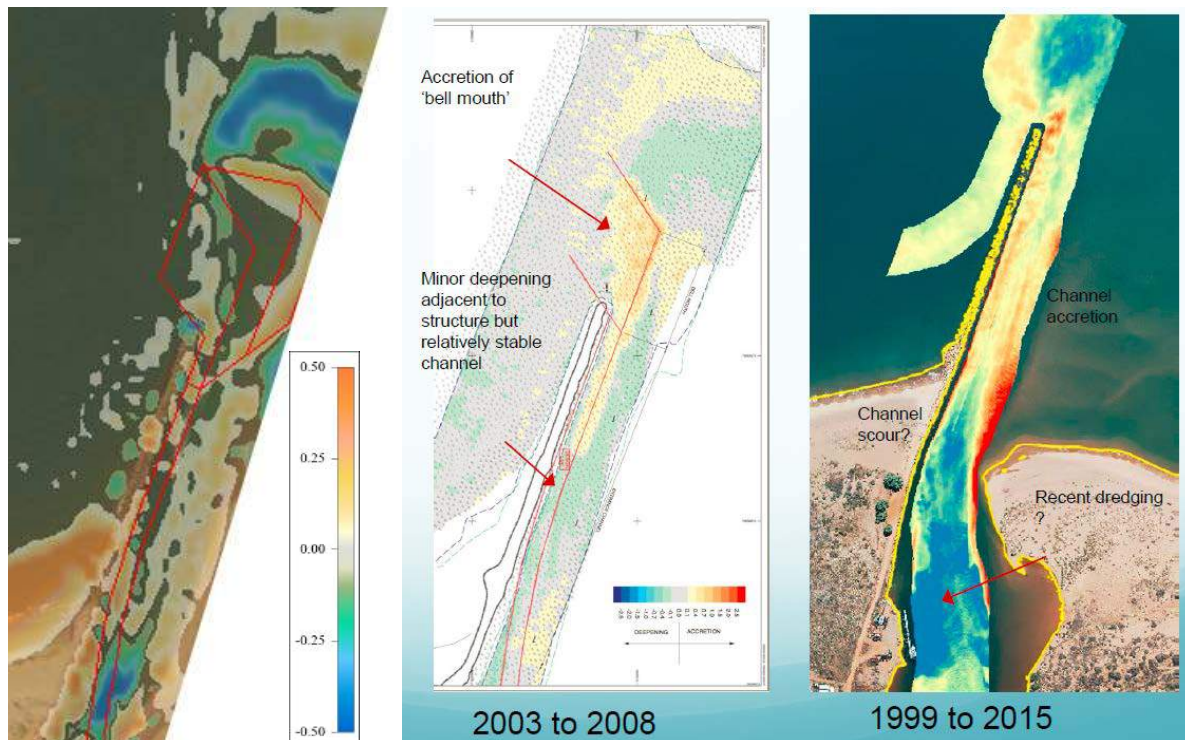 0.50
0.25
0.00
-0.25
-0.50
Accretion of
‘bell mouth’
Minor deepening
adjacent to
structure but
relatively stable
channel
DEEPENING
ACCRETION
2003 to 2008
Channel
accretion
Channel
scour?
Recent dredging
?
1999 to 2015